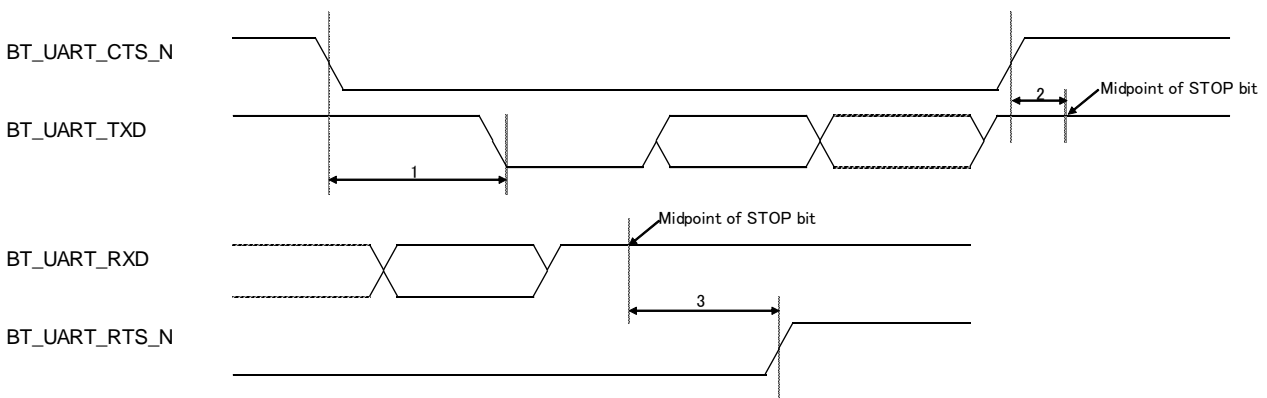 BT_UART_CTS_N
2
Midpoint of STOP bit
BT_UART_TXD
1
Midpoint of STOP bit
BT_UART_RXD
3
BT_UART_RTS_N